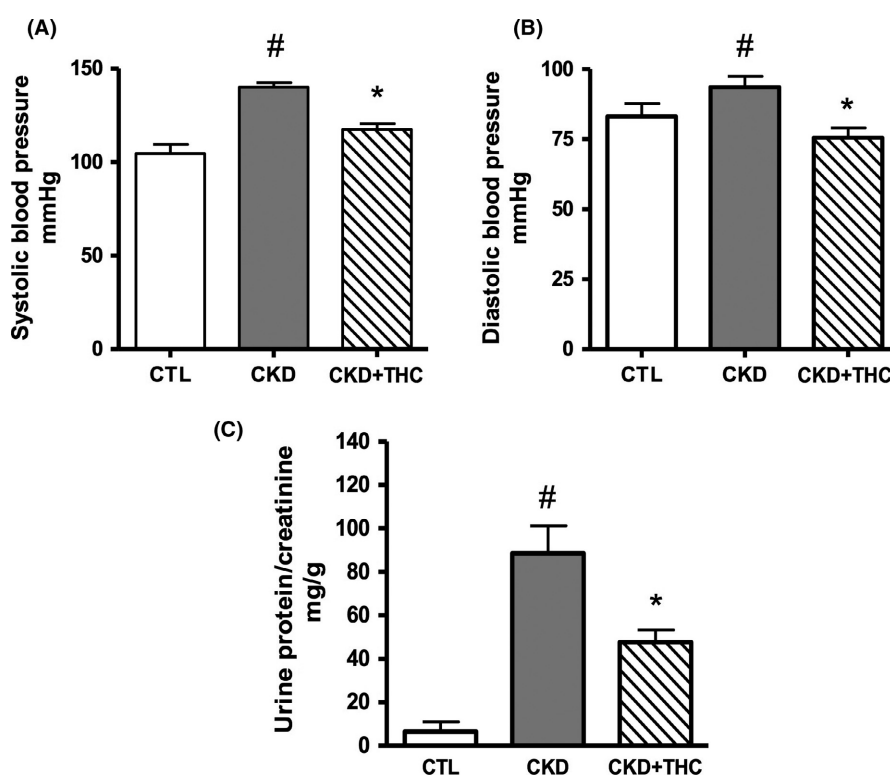 (A)
Systolic blood pressure
mmHg
150
100
50
0
#
*
CTL
CKD
CKD+THC
(B)
Diastolic blood pressure
mmHg
100
75
50
25
0
#
*
CTL
CKD
CKD+THC
(C)
Urine protein/creatinine
mg/g
140
120
100
80
60
40
20
0
#
*
CTL
CKD
CKD+THC